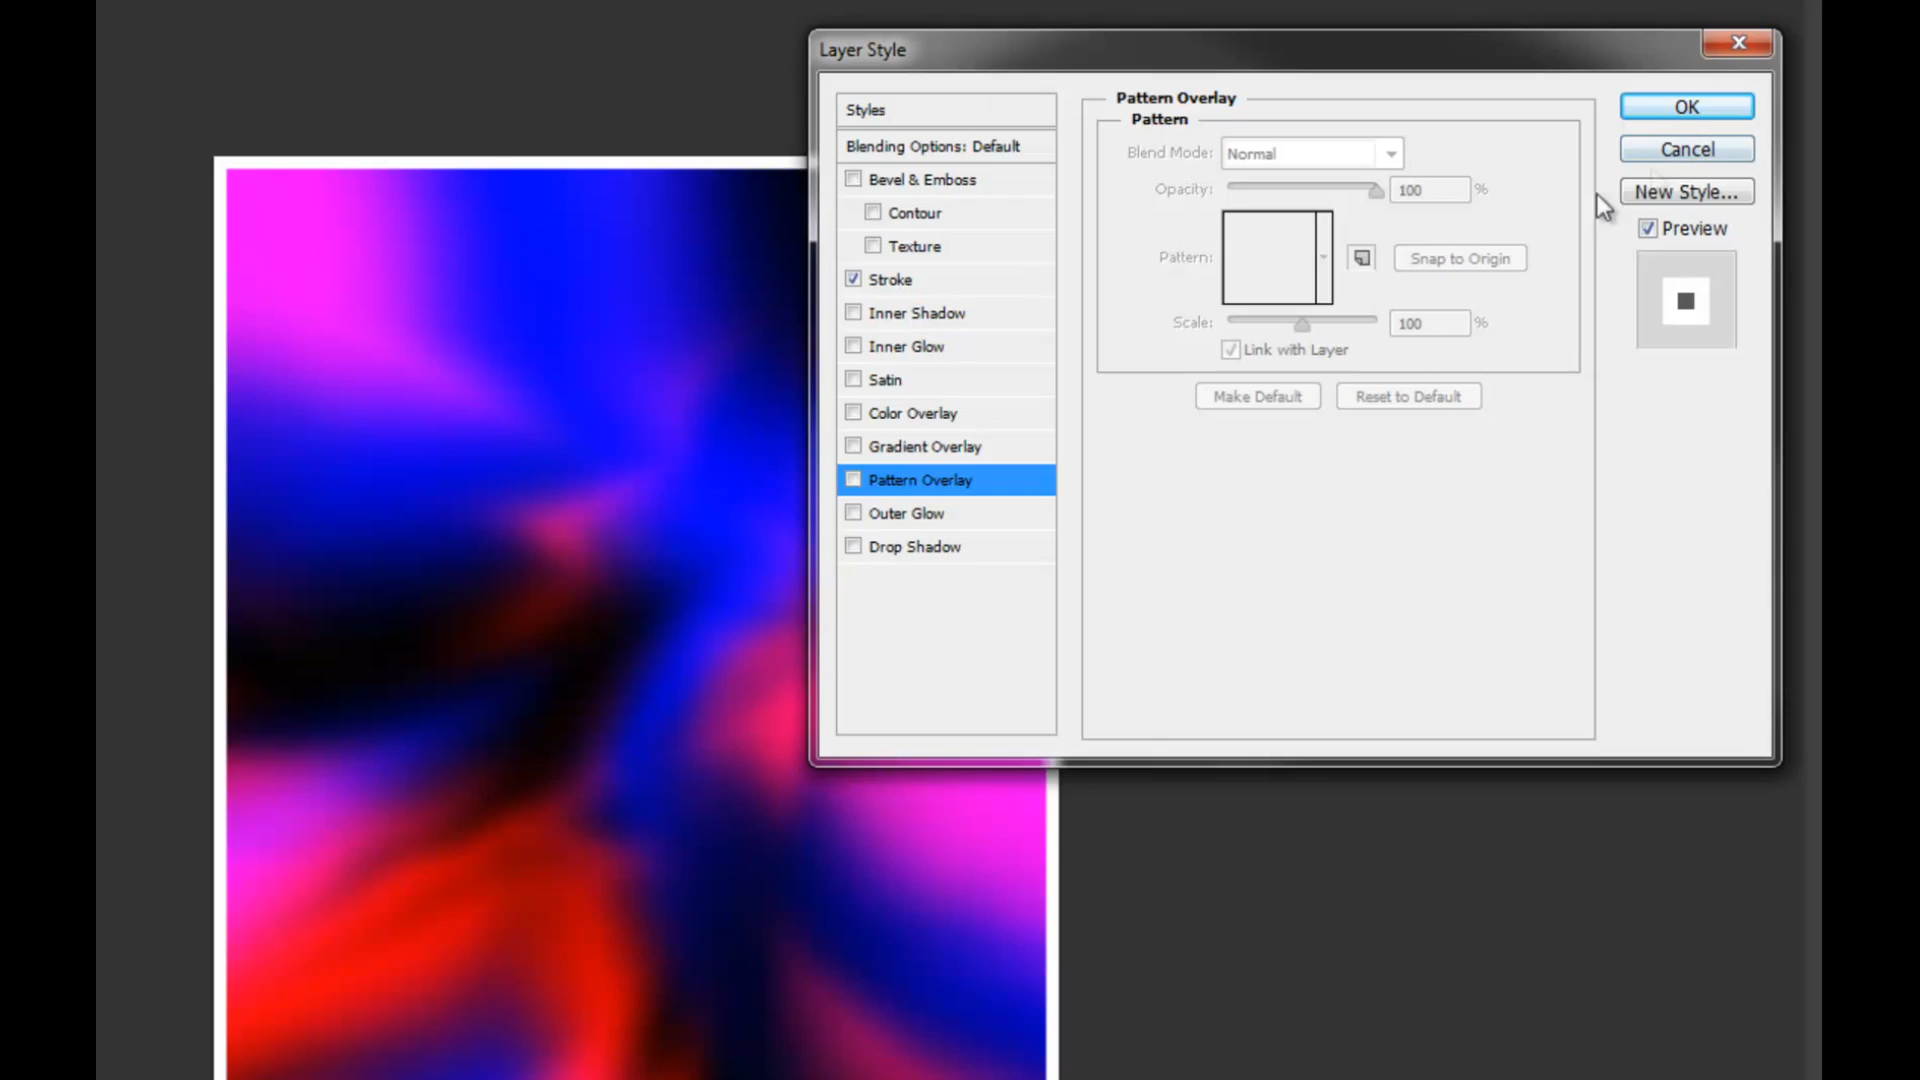 Layer Style
Styles
Blending Options: Default
Bevel & Emboss
Contour
Texture
Stroke
Inner Shadow
Inner Glow
Satin
Color Overlay
Gradient Overlay
Pattern Overlay
Outer Glow
Drop Shadow
Pattern Overlay
Pattern
Blend Mode: Normal
Opacity: 100 %
Pattern: Snap to Origin
Scale: 100 %
Link with Layer
Make Default Reset to Default
OK
Cancel
New Style...
Preview